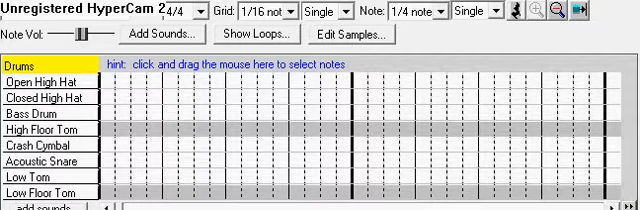 Unregistered HyperCam 2 4/4 Grid: 1/16 not Single Note: 1/4 note Single
Note Vol: Add Sounds... Show Loops... Edit Samples...
Drums hint: click and drag the mouse here to select notes
Open High Hat
Closed High Hat
Bass Drum
High Floor Tom
Crash Cymbal
Acoustic Snare
Low Tom
Low Floor Tom
add sounds